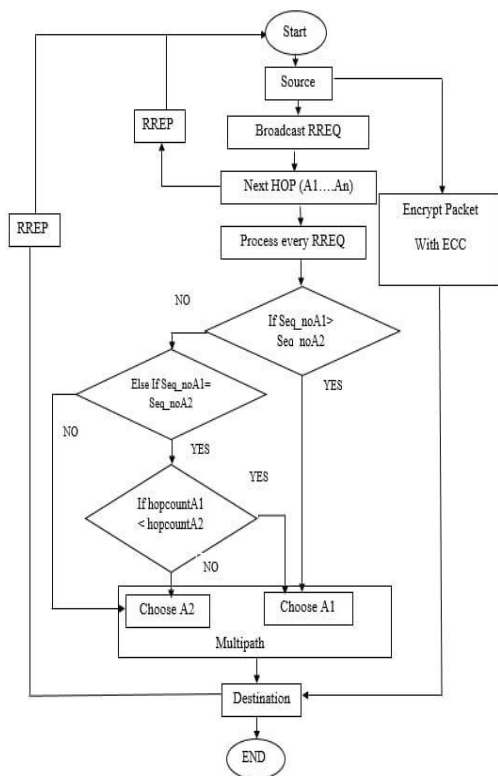 Start
Source
RREP
Broadcast RREQ
Next HOP (A1.....An)
Encrypt Packet
With ECC
RREP
Process every RREQ
NO
If Seq_noA1>
Seq_noA2
Else If Seq_noA1=
Seq_noA2
YES
NO
YES
YES
If hopcountA1
< hopcountA2
NO
Choose A2
Choose A1
Multipath
Destination
END